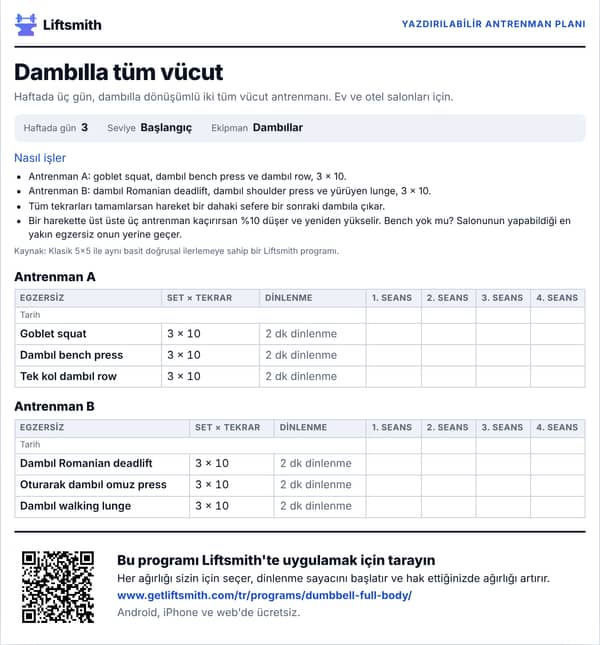 Liftsmith
YAZDIRILABİLİR ANTRENMAN PLANI
Dambılla tüm vücut
Haftada üç gün, dambılla dönüşümlü iki tüm vücut antrenmanı. Ev ve otel salonları için.
Haftada gün 3 Seviye Başlangıç Ekipman Dambıllar
Nasıl işler
• Antrenman A: goblet squat, dambıl bench press ve dambıl row, 3 × 10.
• Antrenman B: dambıl Romanian deadlift, dambıl shoulder press ve yürüyen lunge, 3 × 10.
• Tüm tekrarları tamamlarsan hareket bir dahaki sefere bir sonraki dambıla çıkar.
• Bir harekette üst üste üç antrenman kaçırırsan %10 düşer ve yeniden yükselir. Bench yok mu? Salonunun yapabildiği en
yakın egzersiz onun yerine geçer.
Kaynak: Klasik 5×5 ile aynı basit doğrusal ilerlemeye sahip bir Liftsmith programı.
Antrenman A
EGZERSİZ SET × TEKRAR DİNLENME 1. SEANS 2. SEANS 3. SEANS 4. SEANS
Tarih
Goblet squat 3 × 10 2 dk dinlenme
Dambıl bench press 3 × 10 2 dk dinlenme
Tek kol dambıl row 3 × 10 2 dk dinlenme
Antrenman B
EGZERSİZ SET × TEKRAR DİNLENME 1. SEANS 2. SEANS 3. SEANS 4. SEANS
Tarih
Dambıl Romanian deadlift 3 × 10 2 dk dinlenme
Oturarak dambıl omuz press 3 × 10 2 dk dinlenme
Dambıl walking lunge 3 × 10 2 dk dinlenme
Bu programı Liftsmith'te uygulamak için tarayın
Her ağırlığı sizin için seçer, dinlenme sayacını başlatır ve hak ettiğinizde ağırlığı artırır.
www.getliftsmith.com/tr/programs/dumbbell-full-body/
Android, iPhone ve web'de ücretsiz.